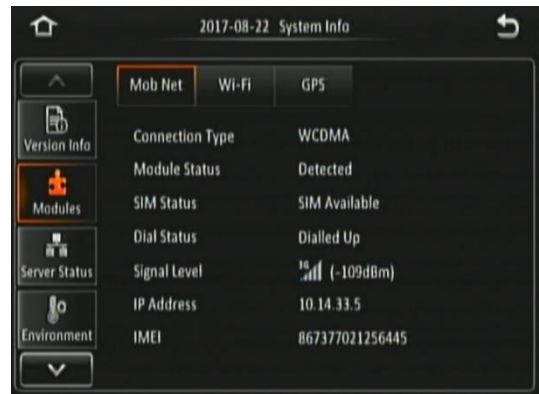 2017-08-22 System Info
Mob Net Wi-Fi GPS
Version Info
Modules
Server Status
Environment
Connection Type WCDMA
Module Status Detected
SIM Status SIM Available
Dial Status Dialled Up
Signal Level (-109dBm)
IP Address 10.14.33.5
IMEI 867377021256445